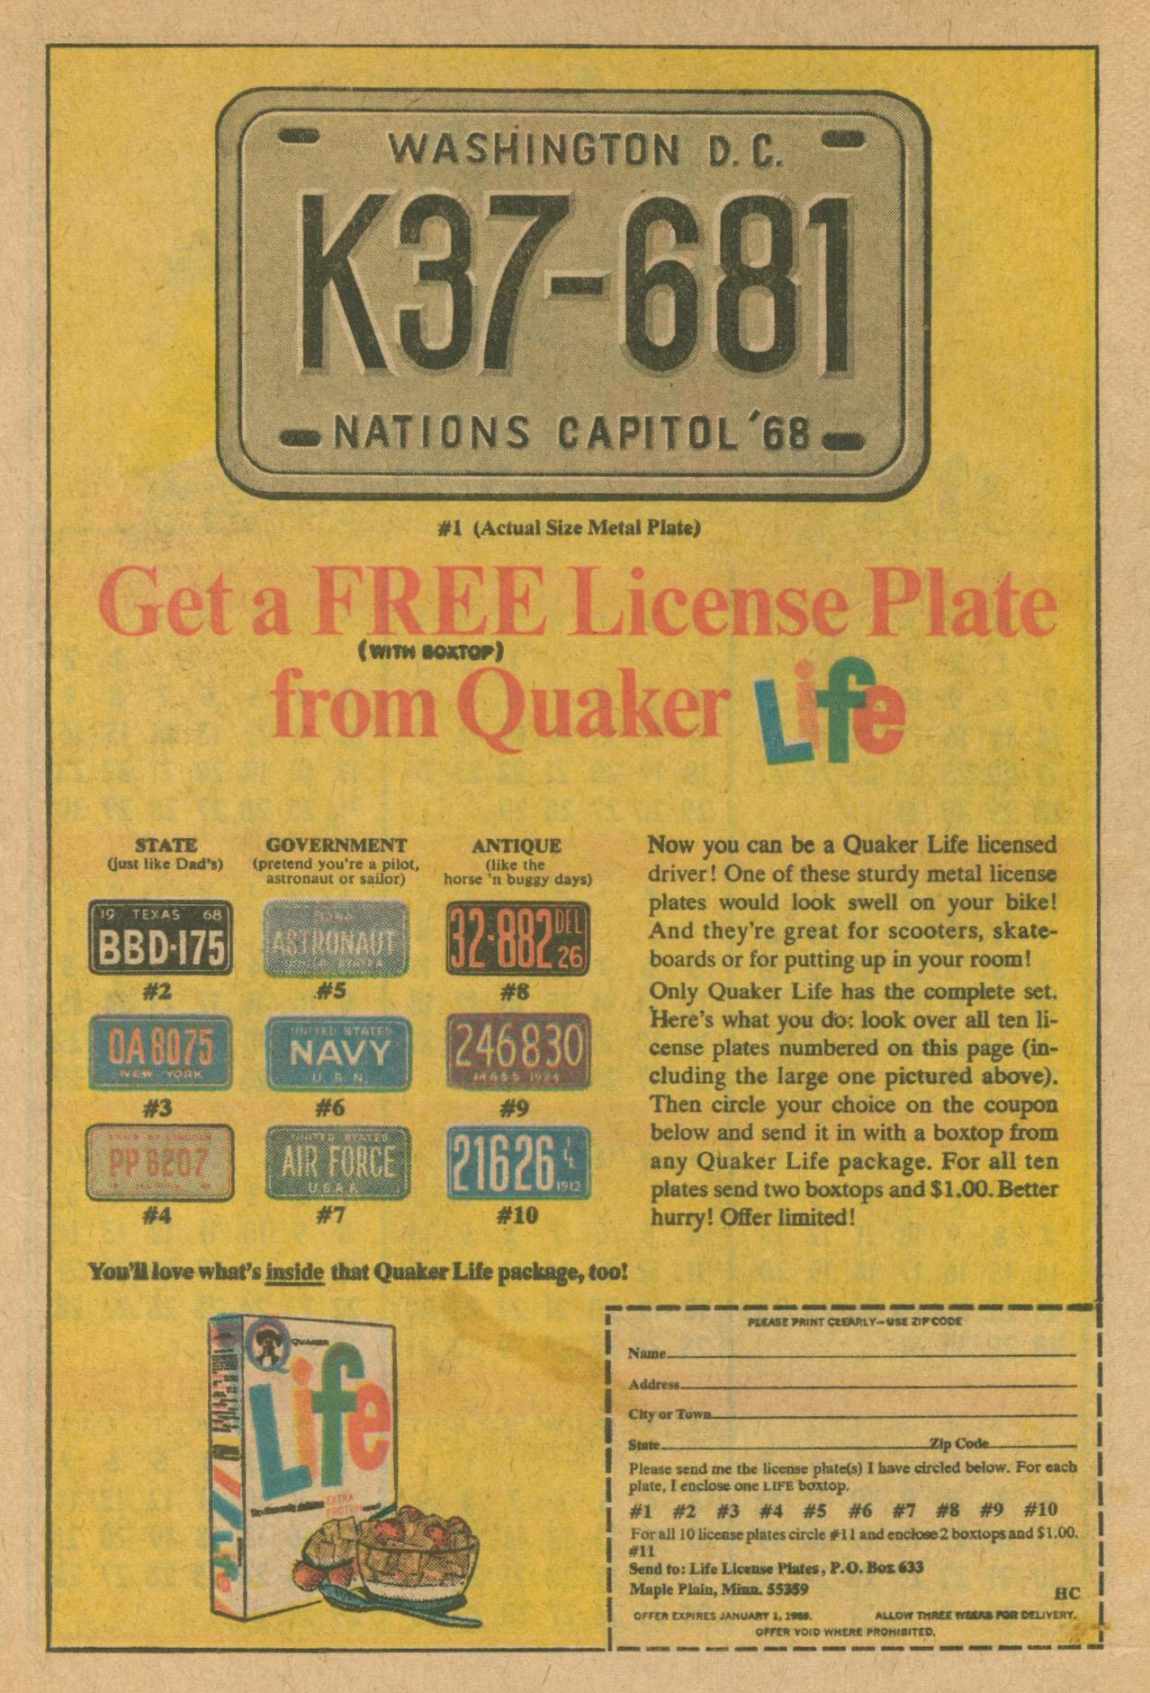 WASHINGTON D.C.
K37-681
NATIONS CAPITOL '68
#1 (Actual Size Metal Plate)
Get a FREE License Plate
(WITH BOXTOP)
from Quaker Life
STATE
(just like Dad's)
19 TEXAS 68
BBD-175
#2
OA 8075
NEW YORK
#3
PP 6207
#4
GOVERNMENT
(pretend you're a pilot,
astronaut or sailor)
ASTRONAUT
#5
UNITED STATES
NAVY
U.S.N.
#6
UNITED STATES
AIR FORCE
U.S.A.F.
#7
ANTIQUE
(like the
horse 'n buggy days)
32-882 DEL 26
#8
246830
MASS 1924
#9
21626
1912
#10
Now you can be a Quaker Life licensed
driver! One of these sturdy metal license
plates would look swell on your bike!
And they're great for scooters, skate-
boards or for putting up in your room!
Only Quaker Life has the complete set.
Here's what you do: look over all ten li-
cense plates numbered on this page (in-
cluding the large one pictured above).
Then circle your choice on the coupon
below and send it in with a boxtop from
any Quaker Life package. For all ten
plates send two boxtops and $1.00. Better
hurry! Offer limited!
You'll love what's inside that Quaker Life package, too!
QUAKER
Life
EXTRA
PLEASE PRINT CLEARLY—USE ZIP CODE
Name
Address
City or Town
State Zip Code
Please send me the license plate(s) I have circled below. For each
plate, I enclose one LIFE boxtop.
#1 #2 #3 #4 #5 #6 #7 #8 #9 #10
For all 10 license plates circle #11 and enclose 2 boxtops and $1.00.
#11
Send to: Life License Plates, P.O. Box 633
Maple Plain, Minn. 55359
HC
OFFER EXPIRES JANUARY 1, ALLOW THREE WEEKS FOR DELIVERY.
OFFER VOID WHERE PROHIBITED.